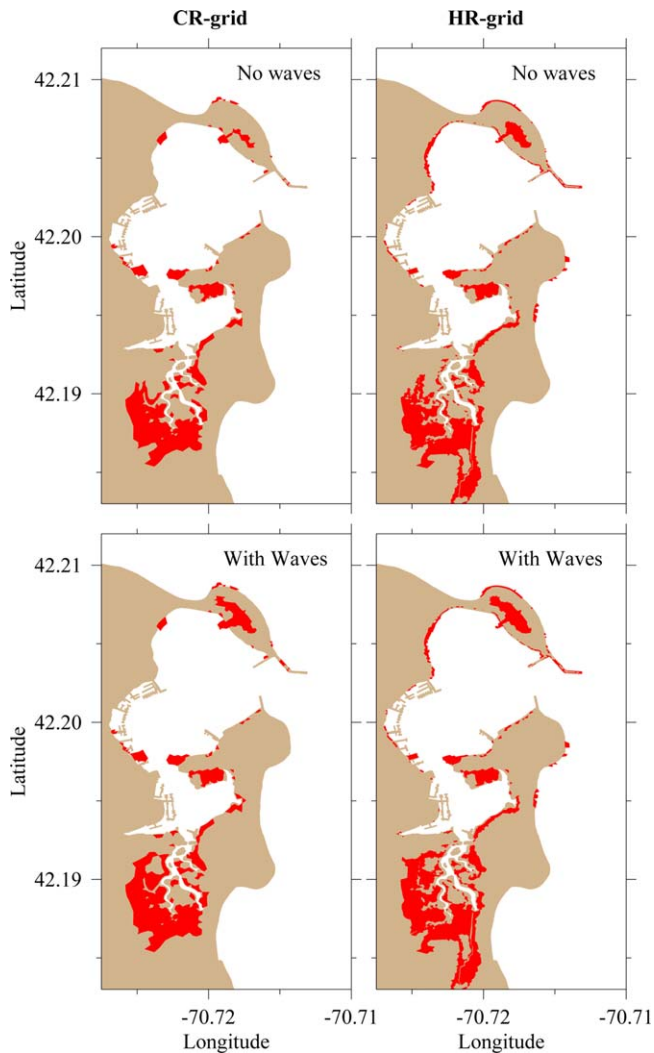 CR-grid HR-grid
No waves No waves
42.21
42.20
42.19
Latitude
With Waves With Waves
42.21
42.20
42.19
Latitude
-70.72 -70.71 -70.72 -70.71
Longitude Longitude